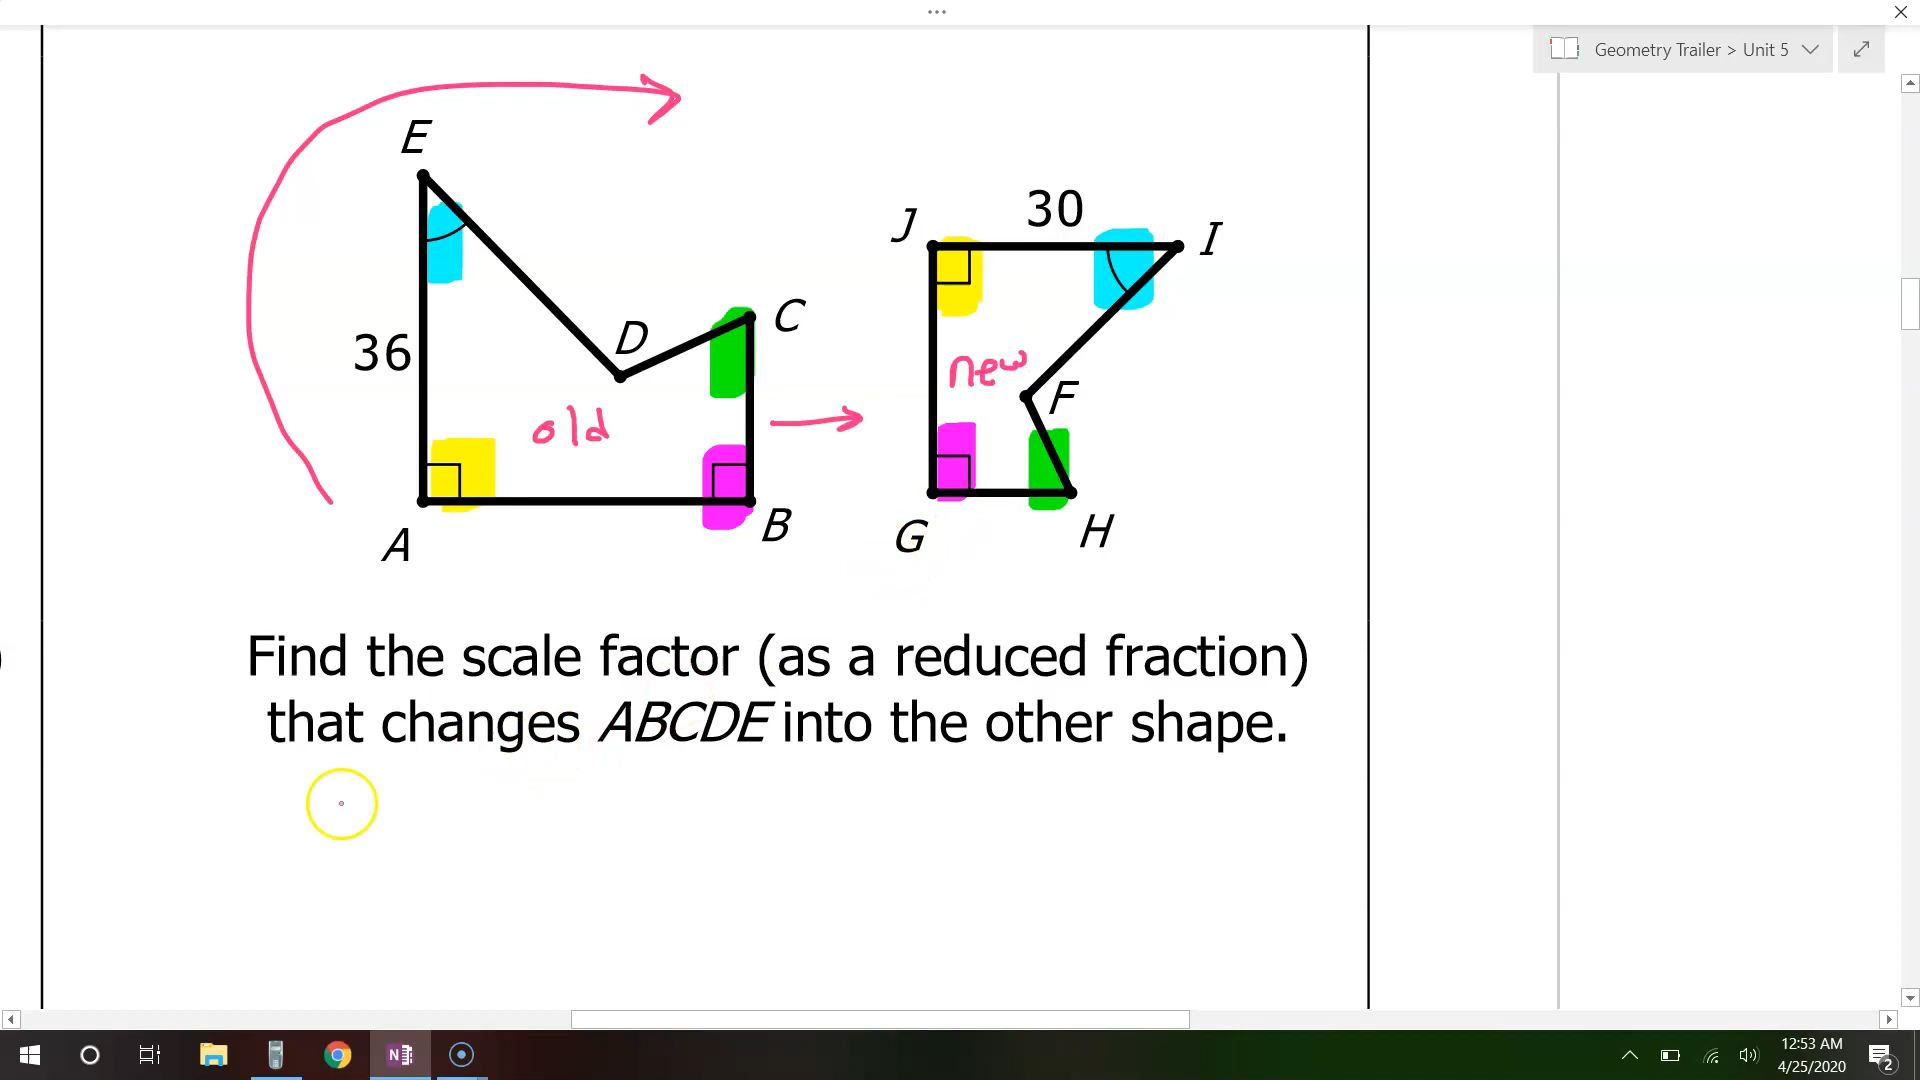 Geometry Trailer > Unit 5
E
J
30
I
C
D
36
new
F
old
B
G
H
A
Find the scale factor (as a reduced fraction)
that changes ABCDE into the other shape.
12:53 AM
4/25/2020
2